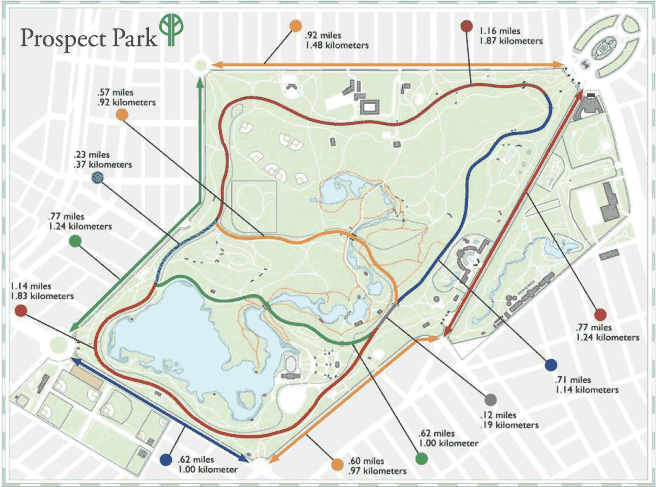 Prospect Park
.92 miles
1.48 kilometers
1.16 miles
1.87 kilometers
.57 miles
.92 kilometers
.23 miles
.37 kilometers
.77 miles
1.24 kilometers
1.14 miles
1.83 kilometers
.77 miles
1.24 kilometers
.71 miles
1.14 kilometers
.12 miles
.19 kilometers
.62 miles
1.00 kilometer
.60 miles
.97 kilometers
.62 miles
1.00 kilometer